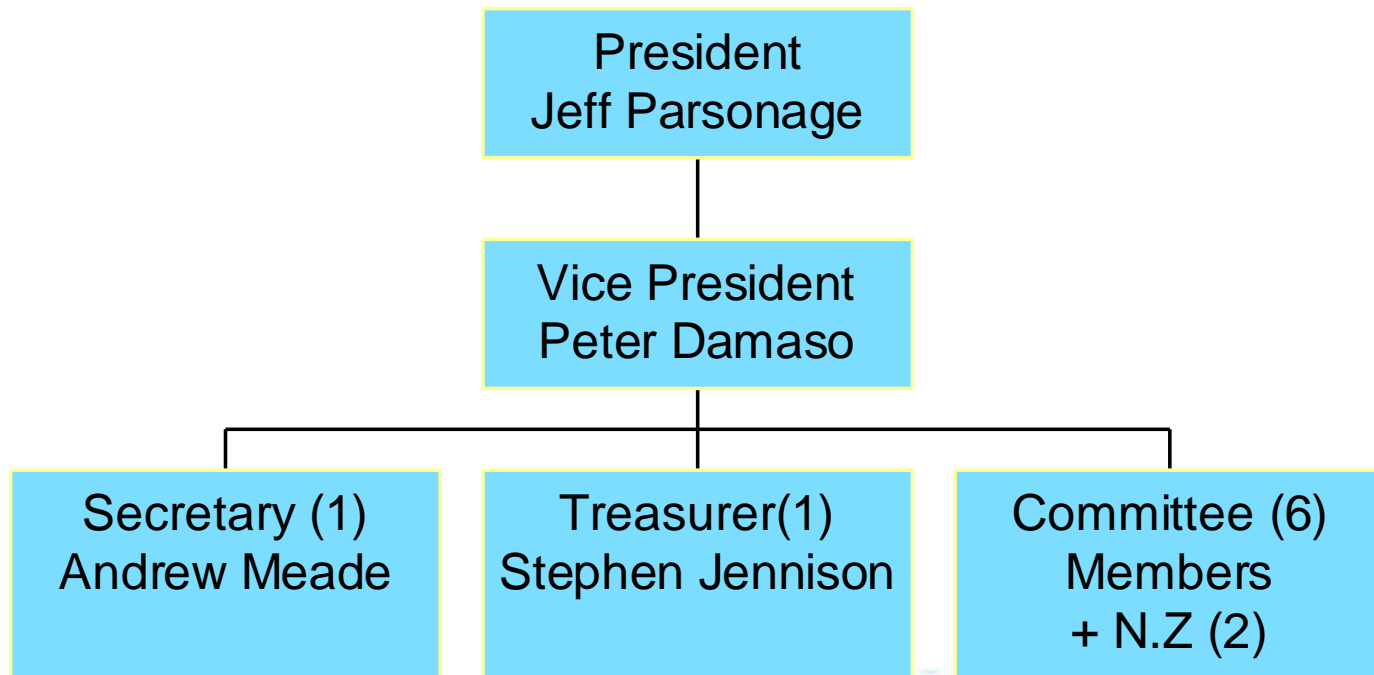 President
Jeff Parsonage
Vice President
Peter Damaso
Secretary (1)
Andrew Meade
Treasurer(1)
Stephen Jennison
Committee (6)
Members
+ N.Z (2)